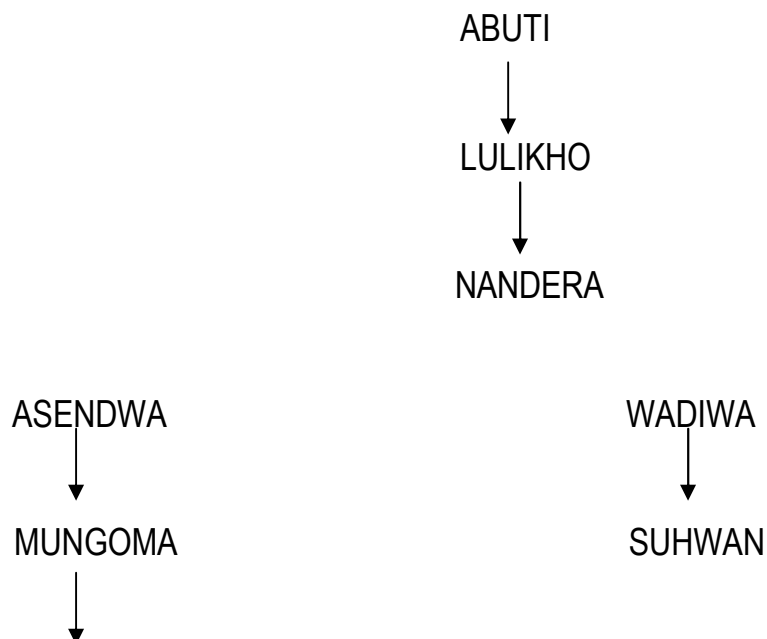 ABUTI
LULIKHO
NANDERA
ASENDWA WADIWA
MUNGOMA SUHWAN